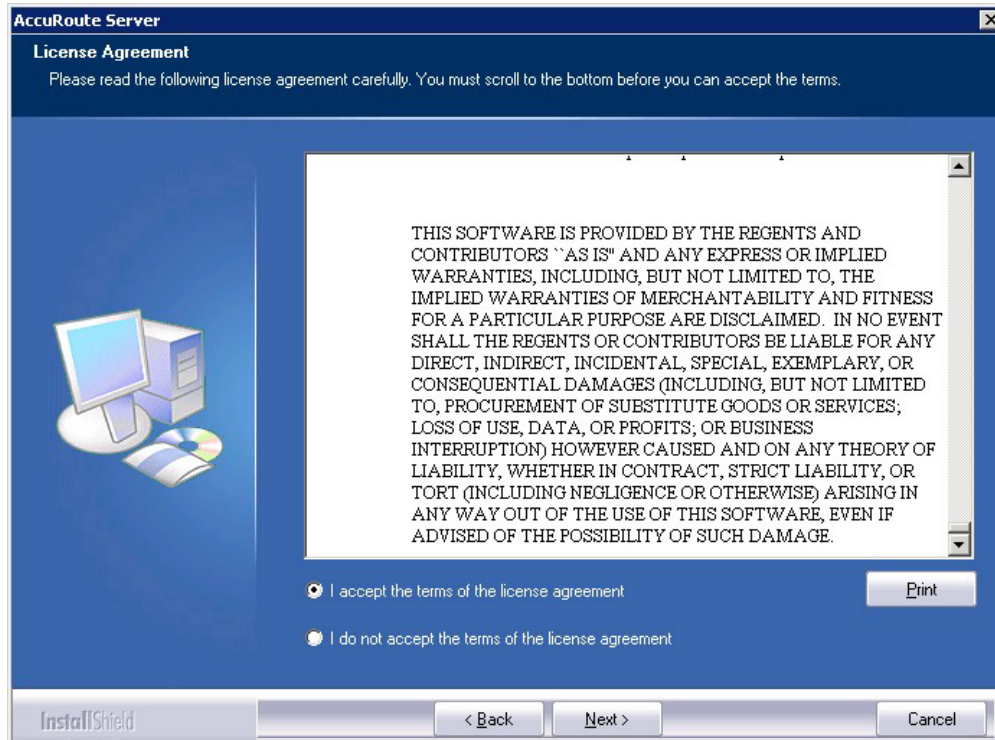 AccuRoute Server
License Agreement
Please read the following license agreement carefully. You must scroll to the bottom before you can accept the terms.
THIS SOFTWARE IS PROVIDED BY THE REGENTS AND
CONTRIBUTORS ``AS IS'' AND ANY EXPRESS OR IMPLIED
WARRANTIES, INCLUDING, BUT NOT LIMITED TO, THE
IMPLIED WARRANTIES OF MERCHANTABILITY AND FITNESS
FOR A PARTICULAR PURPOSE ARE DISCLAIMED.  IN NO EVENT
SHALL THE REGENTS OR CONTRIBUTORS BE LIABLE FOR ANY
DIRECT, INDIRECT, INCIDENTAL, SPECIAL, EXEMPLARY, OR
CONSEQUENTIAL DAMAGES (INCLUDING, BUT NOT LIMITED
TO, PROCUREMENT OF SUBSTITUTE GOODS OR SERVICES;
LOSS OF USE, DATA, OR PROFITS; OR BUSINESS
INTERRUPTION) HOWEVER CAUSED AND ON ANY THEORY OF
LIABILITY, WHETHER IN CONTRACT, STRICT LIABILITY, OR
TORT (INCLUDING NEGLIGENCE OR OTHERWISE) ARISING IN
ANY WAY OUT OF THE USE OF THIS SOFTWARE, EVEN IF
ADVISED OF THE POSSIBILITY OF SUCH DAMAGE.
I accept the terms of the license agreement
Print
I do not accept the terms of the license agreement
InstallShield
< Back
Next >
Cancel